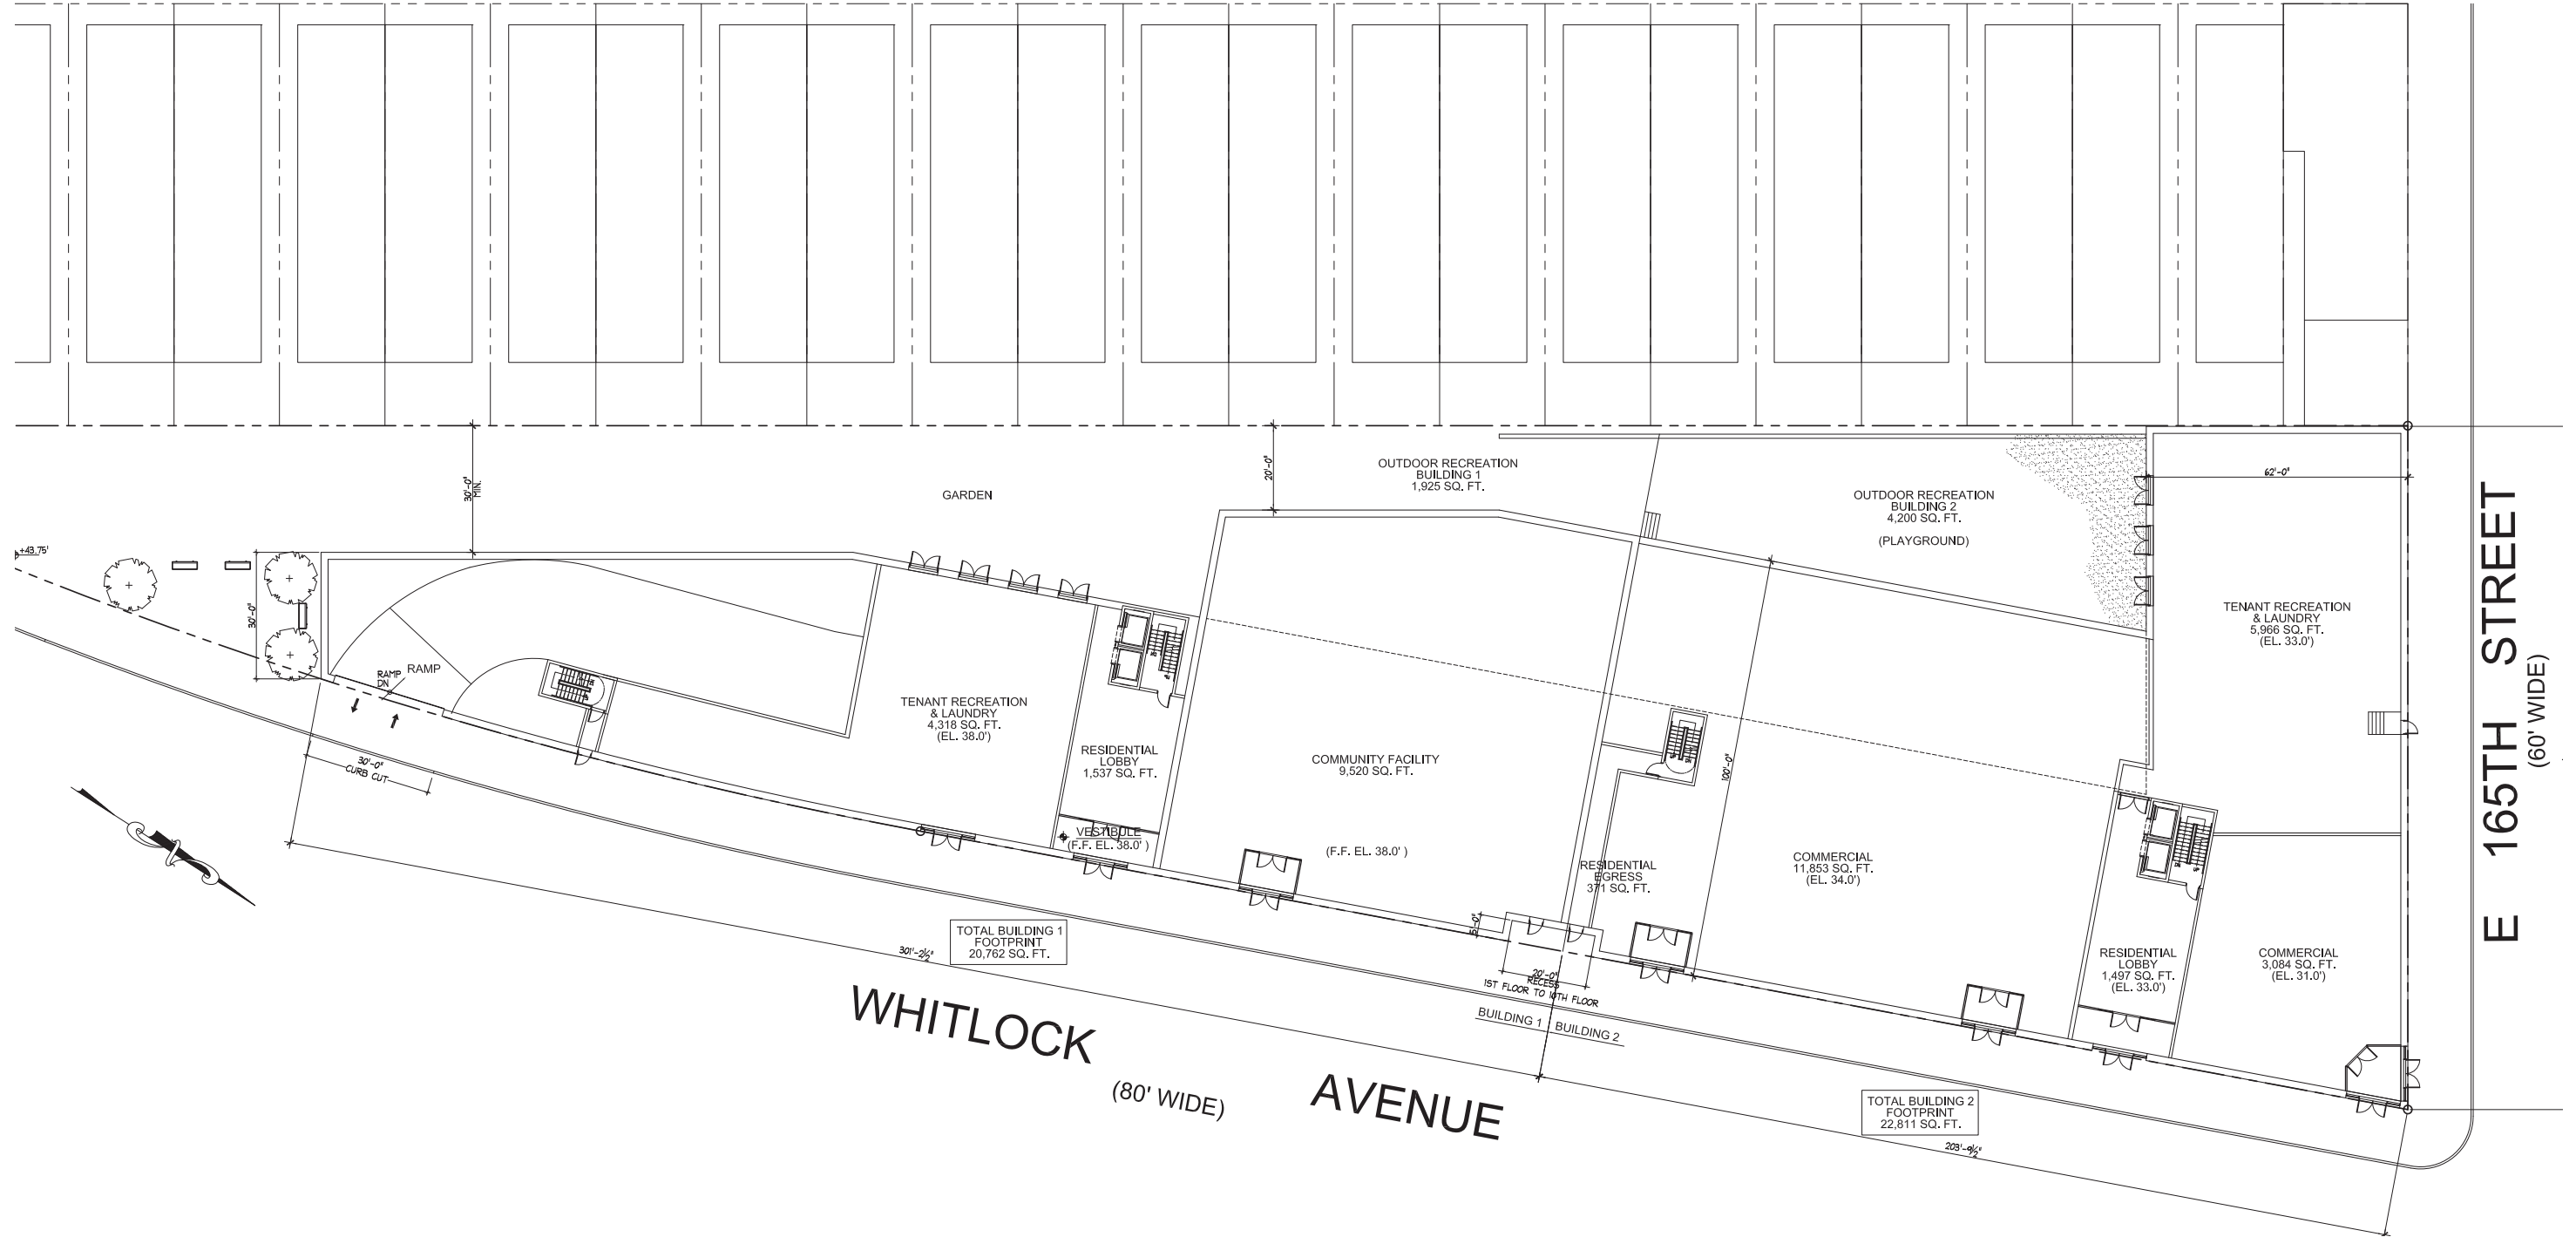 OUTDOOR RECREATION
BUILDING 1
1,925 SQ. FT.
30'-0"
MIN.
20'-0"
GARDEN
OUTDOOR RECREATION
BUILDING 2
4,200 SQ. FT.
(PLAYGROUND)
62'-0"
+43.75'
30'-0"
TENANT RECREATION
& LAUNDRY
5,966 SQ. FT.
(EL. 33.0')
E 165TH STREET
(60' WIDE)
RAMP
DN
RAMP
TENANT RECREATION
& LAUNDRY
4,318 SQ. FT.
(EL. 38.0')
RESIDENTIAL
LOBBY
1,537 SQ. FT.
COMMUNITY FACILITY
9,520 SQ. FT.
100'-0"
30'-0"
CURB CUT
VESTIBULE
(F.F. EL. 38.0' )
(F.F. EL. 38.0' )
RESIDENTIAL
EGRESS
371 SQ. FT.
COMMERCIAL
11,853 SQ. FT.
(EL. 34.0')
RESIDENTIAL
LOBBY
1,497 SQ. FT.
(EL. 33.0')
COMMERCIAL
3,084 SQ. FT.
(EL. 31.0')
TOTAL BUILDING 1
FOOTPRINT
20,762 SQ. FT.
301'-2½"
5'-0"
20'-0"
RECESS
1ST FLOOR TO 10TH FLOOR
BUILDING 1
BUILDING 2
WHITLOCK AVENUE
(80' WIDE)
TOTAL BUILDING 2
FOOTPRINT
22,811 SQ. FT.
203'-9½"